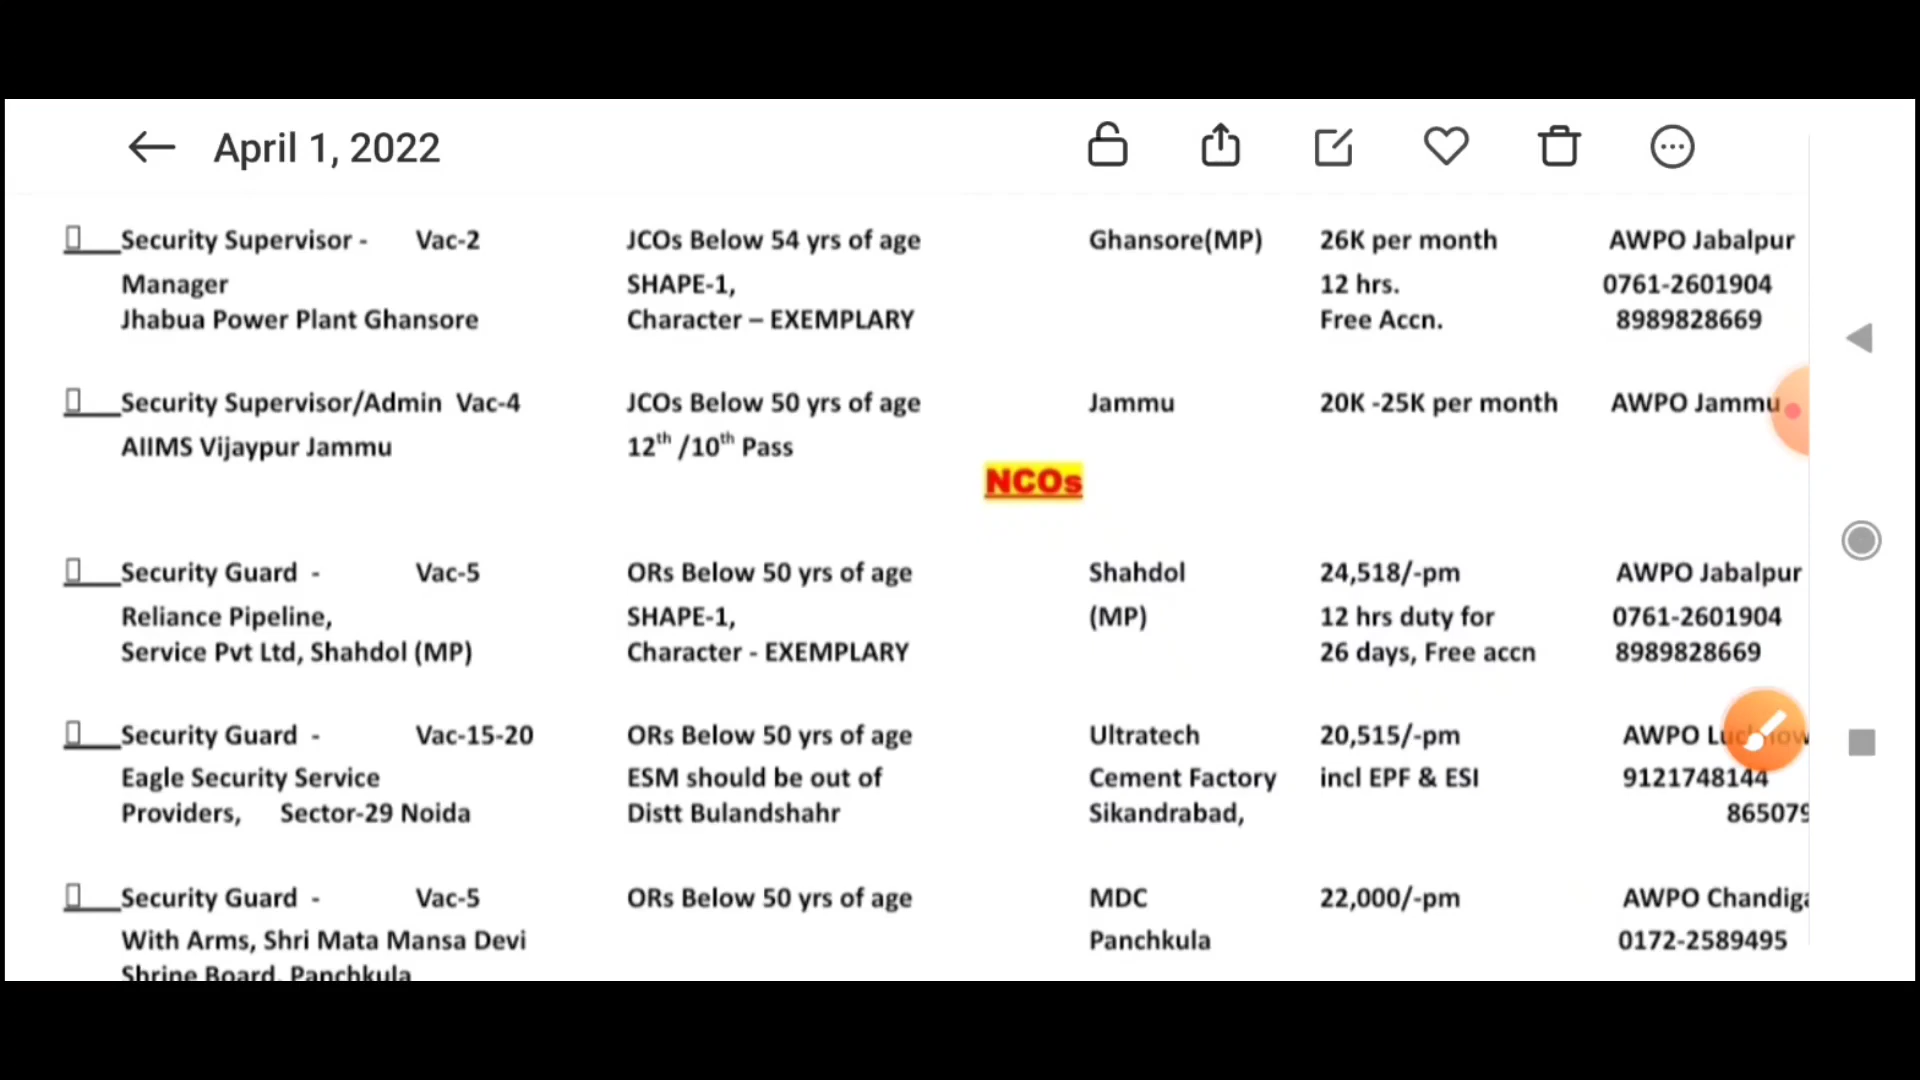 April 1, 2022
Security Supervisor - Vac-2 JCOs Below 54 yrs of age Ghansore(MP) 26K per month AWPO Jabalpur
Manager SHAPE-1, 12 hrs. 0761-2601904
Jhabua Power Plant Ghansore Character – EXEMPLARY Free Accn. 8989828669
Security Supervisor/Admin Vac-4 JCOs Below 50 yrs of age Jammu 20K -25K per month AWPO Jammu
AIIMS Vijaypur Jammu 12th /10th Pass
NCOs
Security Guard - Vac-5 ORs Below 50 yrs of age Shahdol 24,518/-pm AWPO Jabalpur
Reliance Pipeline, SHAPE-1, (MP) 12 hrs duty for 0761-2601904
Service Pvt Ltd, Shahdol (MP) Character - EXEMPLARY 26 days, Free accn 8989828669
Security Guard - Vac-15-20 ORs Below 50 yrs of age Ultratech 20,515/-pm AWPO
Eagle Security Service ESM should be out of Cement Factory incl EPF & ESI 9121748144
Providers, Sector-29 Noida Distt Bulandshahr Sikandrabad, 86507
Security Guard - Vac-5 ORs Below 50 yrs of age MDC 22,000/-pm AWPO
With Arms, Shri Mata Mansa Devi Panchkula 0172-2589495
Shrine Board, Panchkula